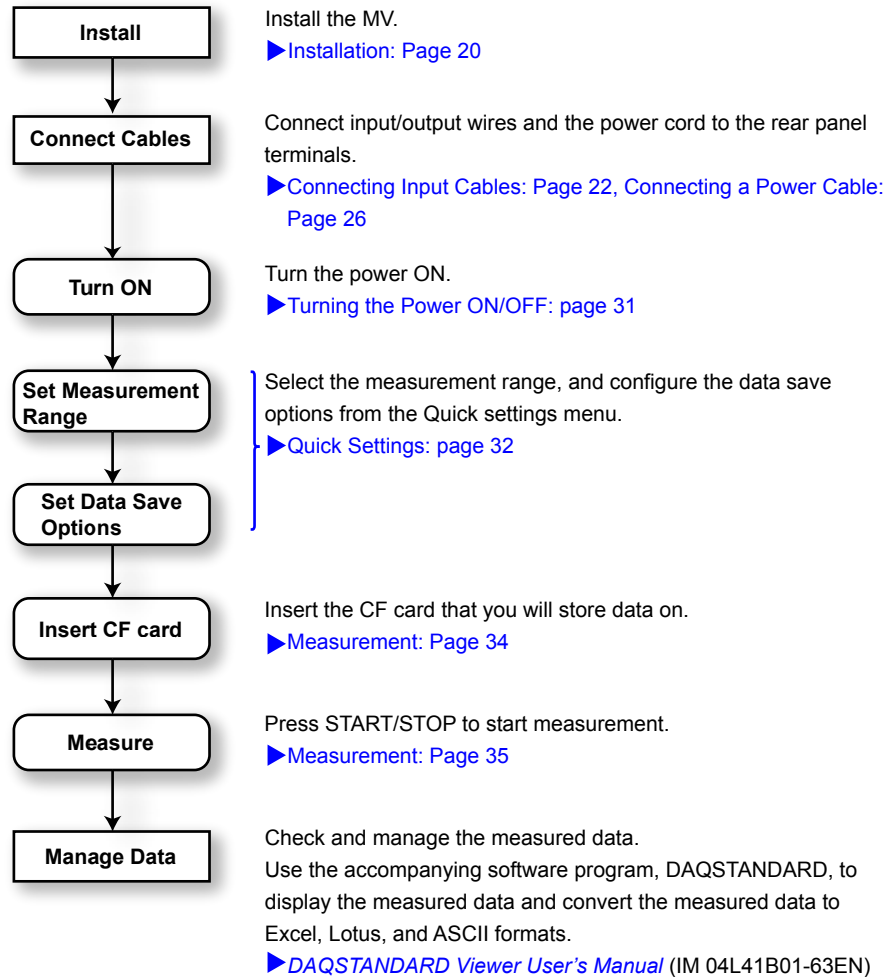 Install
Install the MV.
▶Installation: Page 20
Connect Cables
Connect input/output wires and the power cord to the rear panel
terminals.
▶Connecting Input Cables: Page 22, Connecting a Power Cable:
Page 26
Turn ON
Turn the power ON.
▶Turning the Power ON/OFF: page 31
Set Measurement
Range
Set Data Save
Options
Select the measurement range, and configure the data save
options from the Quick settings menu.
▶Quick Settings: page 32
Insert CF card
Insert the CF card that you will store data on.
▶Measurement: Page 34
Measure
Press START/STOP to start measurement.
▶Measurement: Page 35
Manage Data
Check and manage the measured data.
Use the accompanying software program, DAQSTANDARD, to
display the measured data and convert the measured data to
Excel, Lotus, and ASCII formats.
▶DAQSTANDARD Viewer User's Manual (IM 04L41B01-63EN)